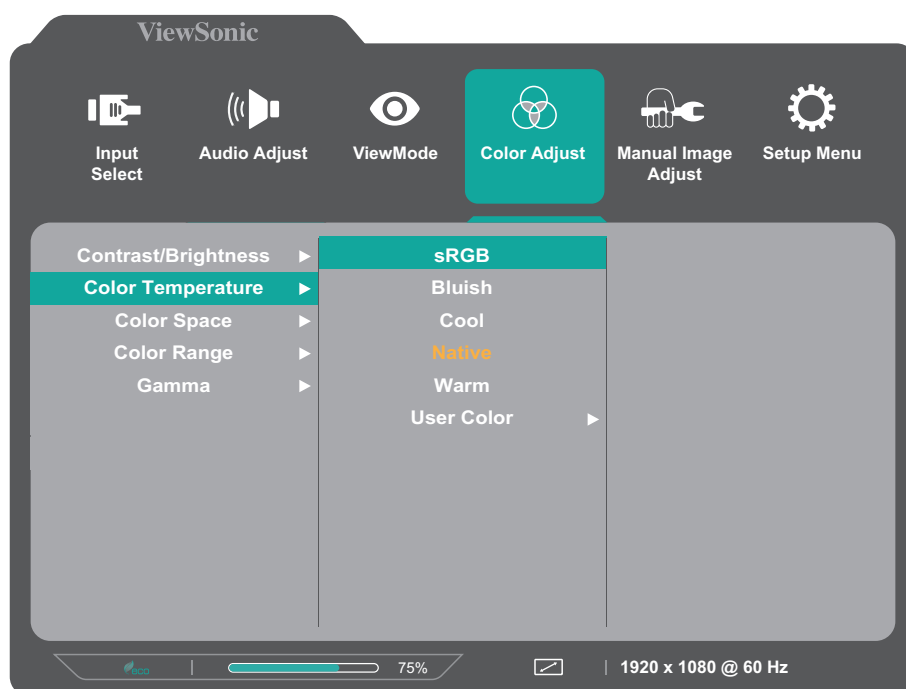 ViewSonic
Input Select
Audio Adjust
ViewMode
Color Adjust
Manual Image Adjust
Setup Menu
Contrast/Brightness
Color Temperature
Color Space
Color Range
Gamma
sRGB
Bluish
Cool
Native
Warm
User Color
ECO
75%
1920 x 1080 @ 60 Hz